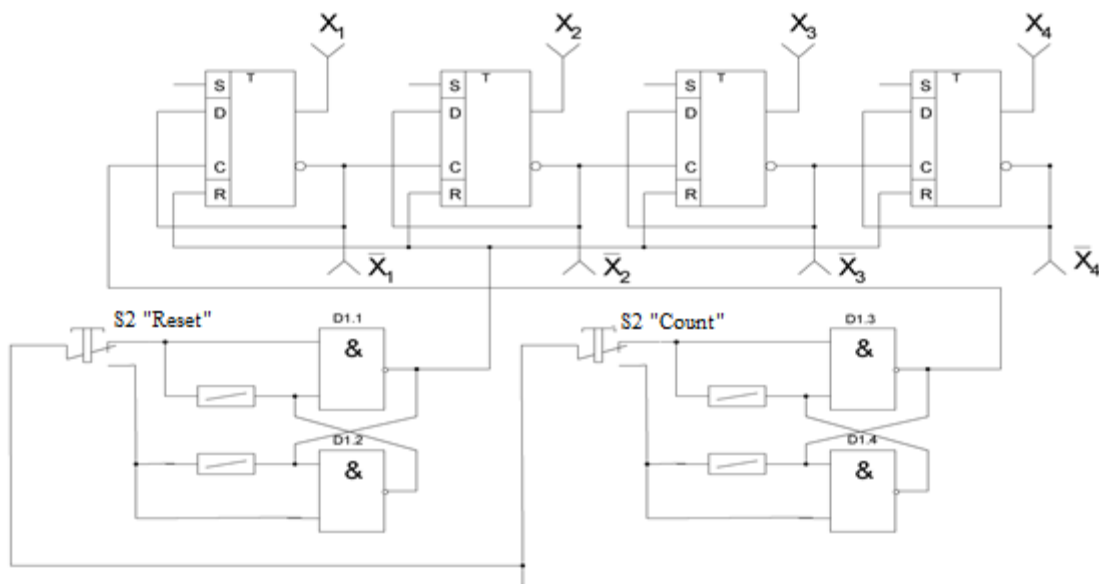 X₁ X₂ X₃ X₄
S T S T S T S T
D D D D
C C C C
R R R R
X̅₁ X̅₂ X̅₃ X̅₄
S2 "Reset" D1.1 S2 "Count" D1.3
& &
D1.2 D1.4
& &